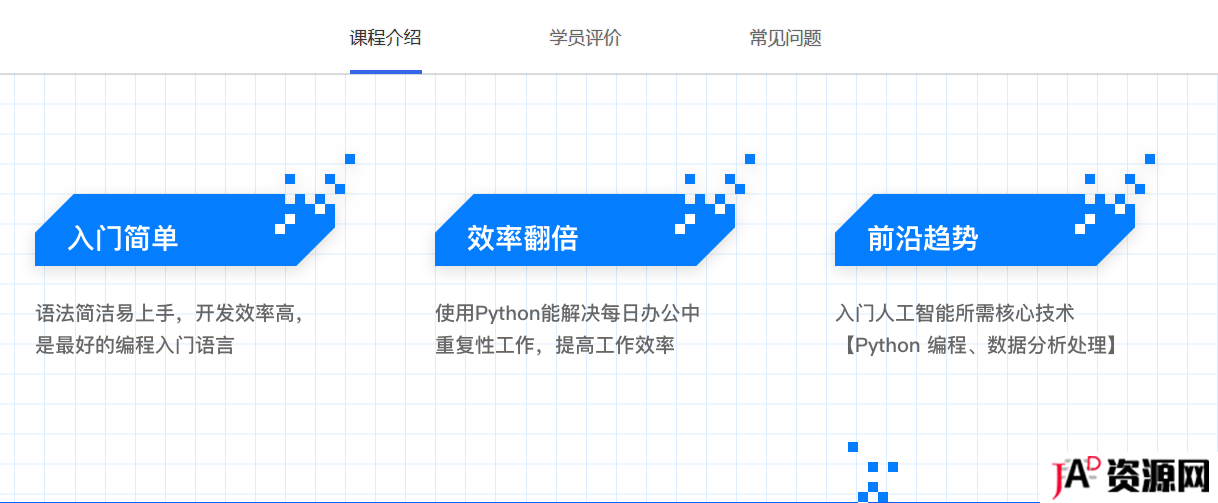 课程介绍 学员评价 常见问题
入门简单
语法简洁易上手，开发效率高，
是最好的编程入门语言
效率翻倍
使用Python能解决每日办公中
重复性工作，提高工作效率
前沿趋势
入门人工智能所需核心技术
【Python 编程、数据分析处理】
JAD资源网